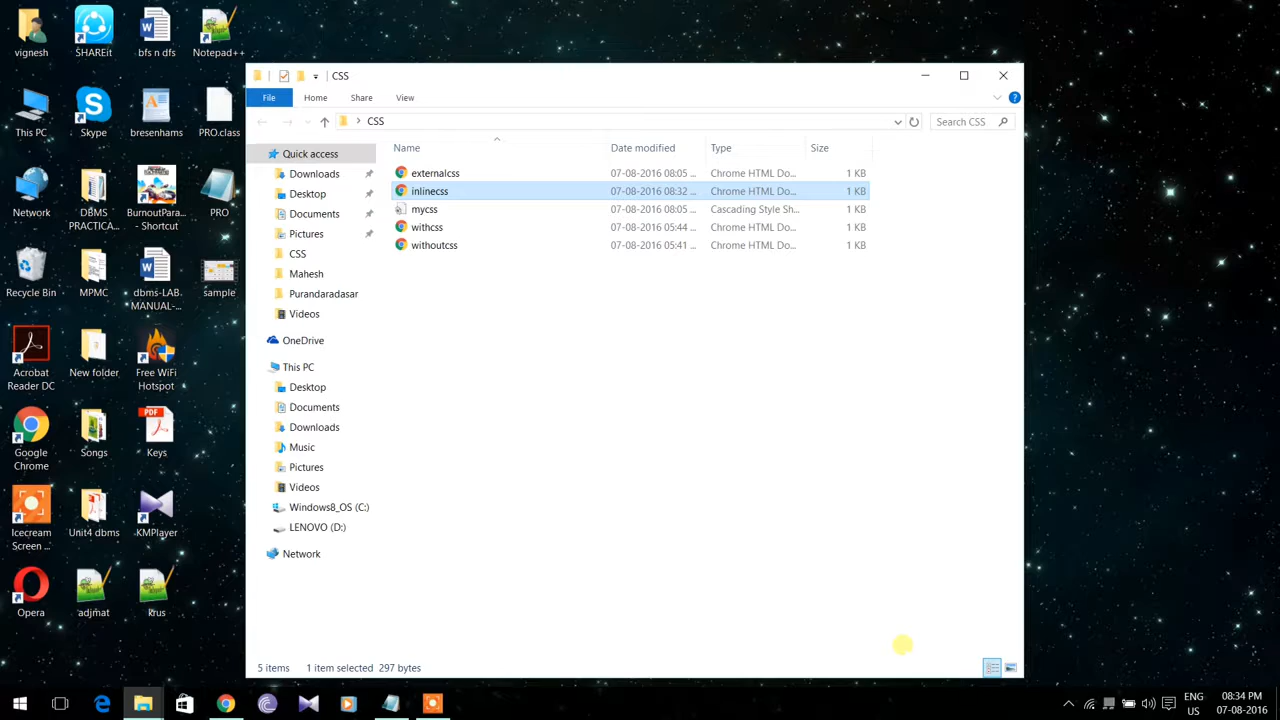 vignesh
SHAREit
bfs n dfs
Notepad++
This PC
Skype
bresenhams
PRO.class
Network
DBMS
PRACTICA...
BurnoutPara...
- Shortcut
PRO
Recycle Bin
MPMC
dbms-LAB
MANUAL-...
sample
Acrobat
Reader DC
New folder
Free WiFi
Hotspot
Google
Chrome
Songs
PDF
Keys
Icecream
Screen ...
Unit4 dbms
KMPlayer
Opera
adjmat
krus
CSS
File
Home
Share
View
CSS
Search CSS
Name
Date modified
Type
Size
externalcss
07-08-2016 08:05 ...
Chrome HTML Do...
1 KB
inlinecss
07-08-2016 08:32 ...
Chrome HTML Do...
1 KB
mycss
07-08-2016 08:05 ...
Cascading Style Sh...
1 KB
withcss
07-08-2016 05:44 ...
Chrome HTML Do...
1 KB
withoutcss
07-08-2016 05:41 ...
Chrome HTML Do...
1 KB
Quick access
Downloads
Desktop
Documents
Pictures
CSS
Mahesh
Purandaradasar
Videos
OneDrive
This PC
Desktop
Documents
Downloads
Music
Pictures
Videos
Windows8_OS (C:)
LENOVO (D:)
Network
5 items
1 item selected 297 bytes
ENG
US
08:34 PM
07-08-2016